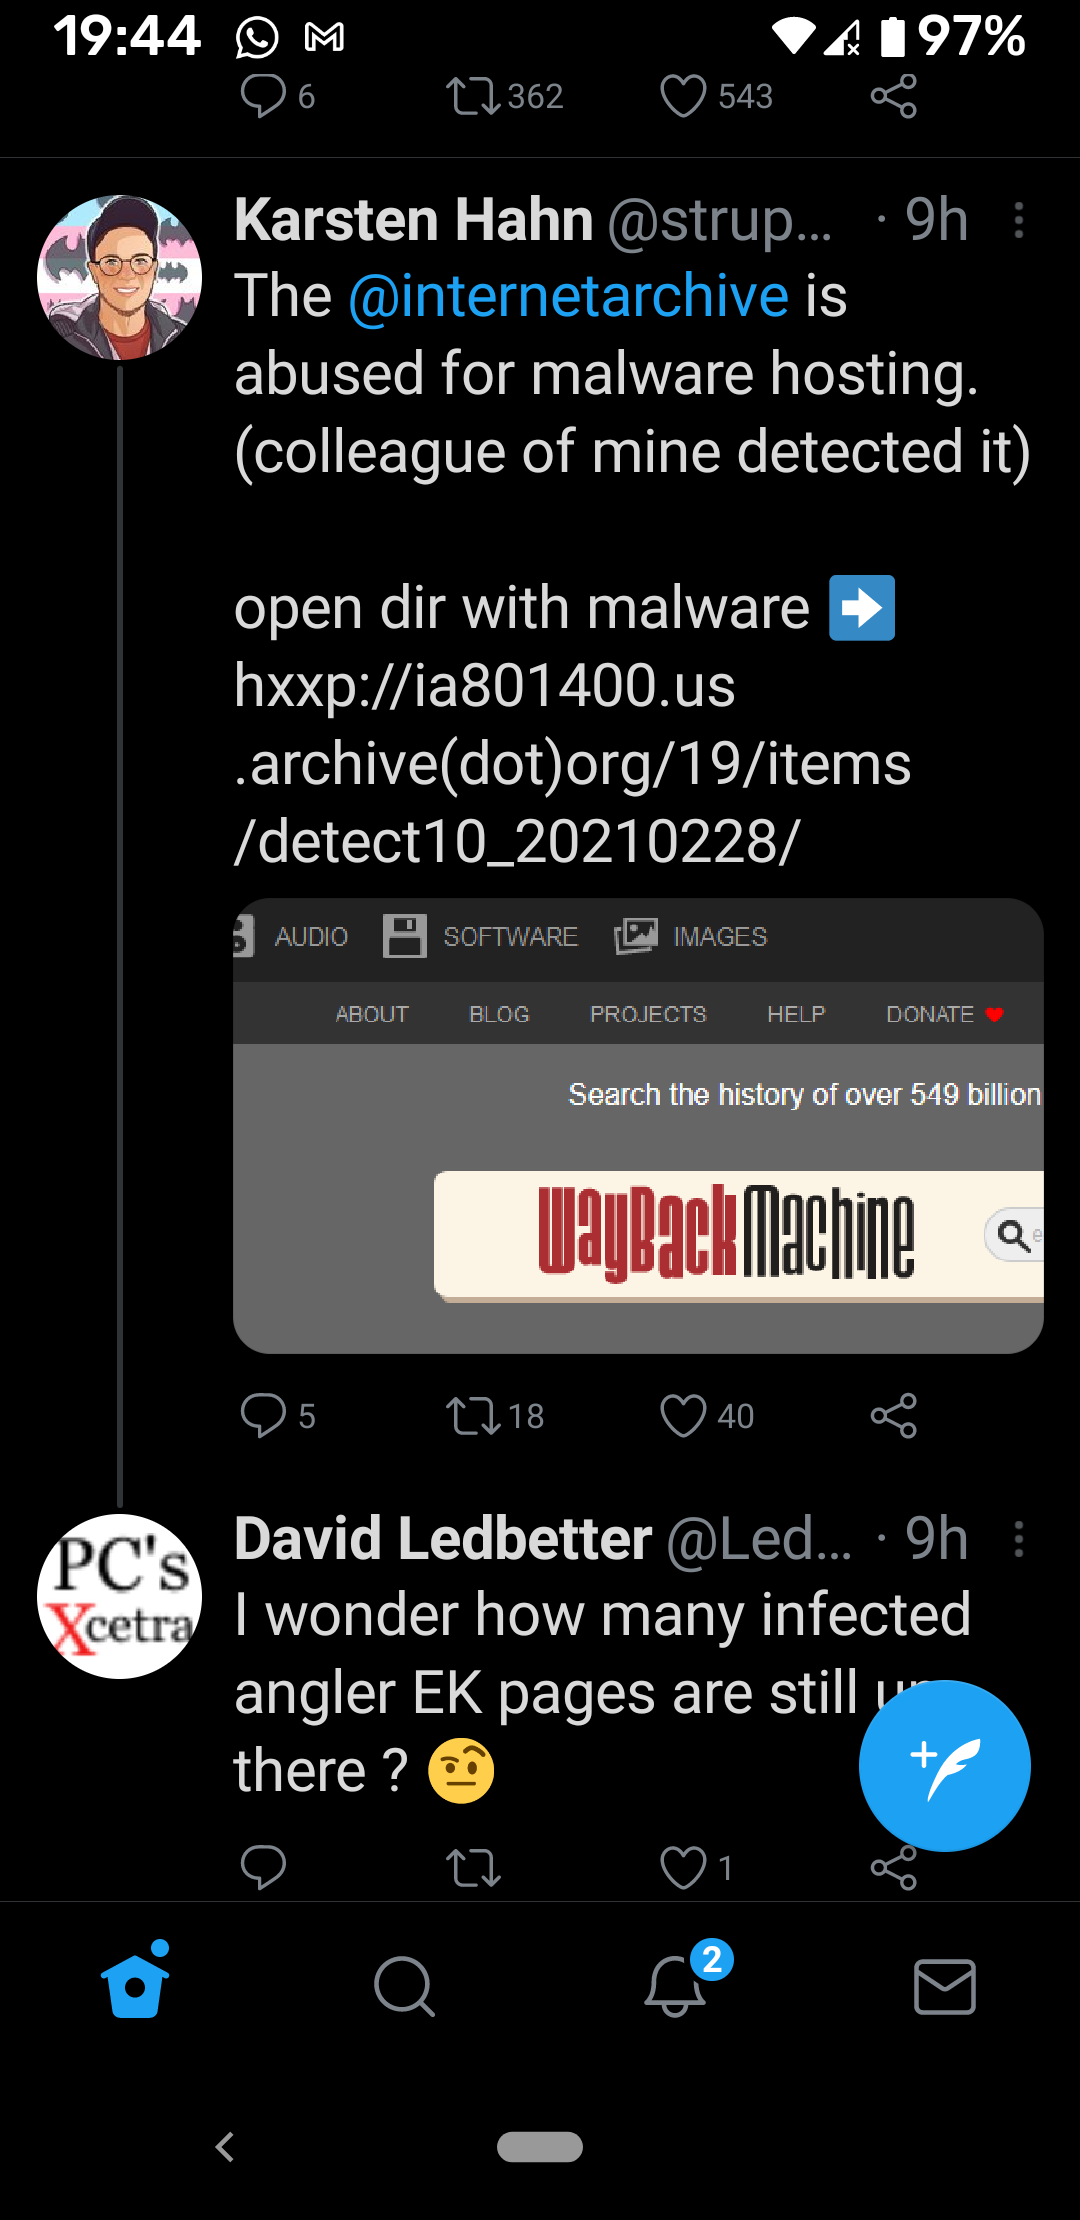 19:44 97%
6 362 543
Karsten Hahn @strup... · 9h
The @internetarchive is
abused for malware hosting.
(colleague of mine detected it)
open dir with malware ➡
hxxp://ia801400.us
.archive(dot)org/19/items
/detect10_20210228/
AUDIO SOFTWARE IMAGES
ABOUT BLOG PROJECTS HELP DONATE
Search the history of over 549 billion
WayBackMachine
5 18 40
PC's
Xcetra
David Ledbetter @Led... · 9h
I wonder how many infected
angler EK pages are still
there ? 🤨
1
2